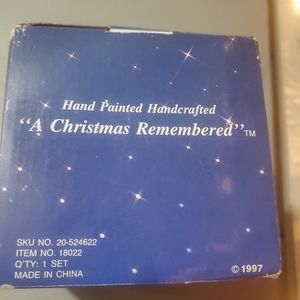 Hand Painted Handcrafted
"A Christmas Remembered"™
SKU NO. 20-524622
ITEM NO. 18022
Q'TY: 1 SET
MADE IN CHINA
©1997